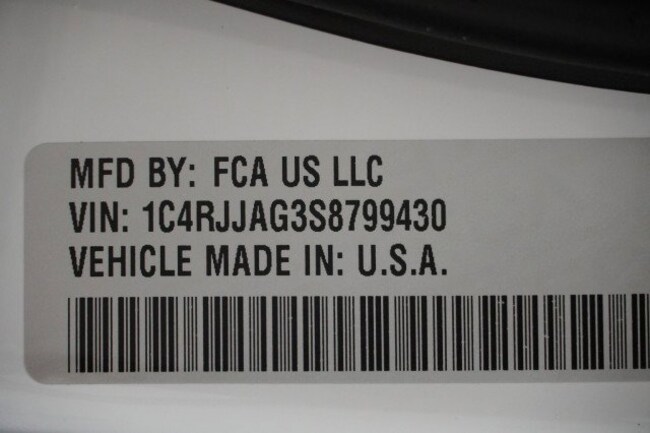 MFD BY: FCA US LLC
VIN: 1C4RJJAG3S8799430
VEHICLE MADE IN: U.S.A.